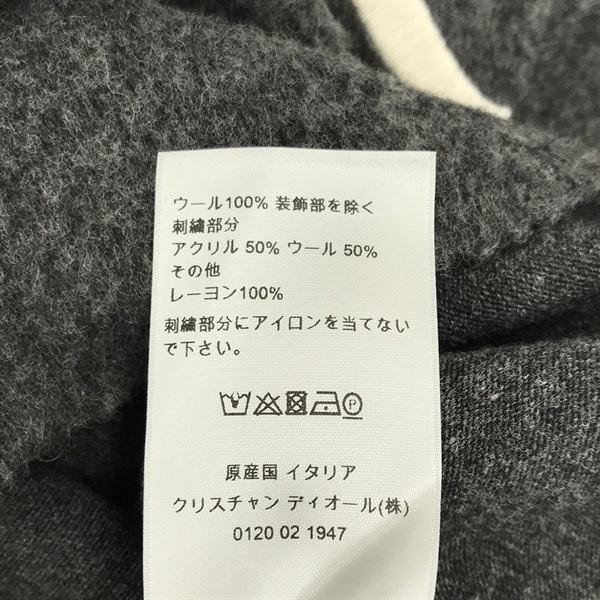 ウール100% 装飾部を除く
刺繍部分
アクリル 50% ウール 50%
その他
レーヨン100%
刺繍部分にアイロンを当てない
で下さい。
P
原産国 イタリア
クリスチャン ディオール(株)
0120 02 1947